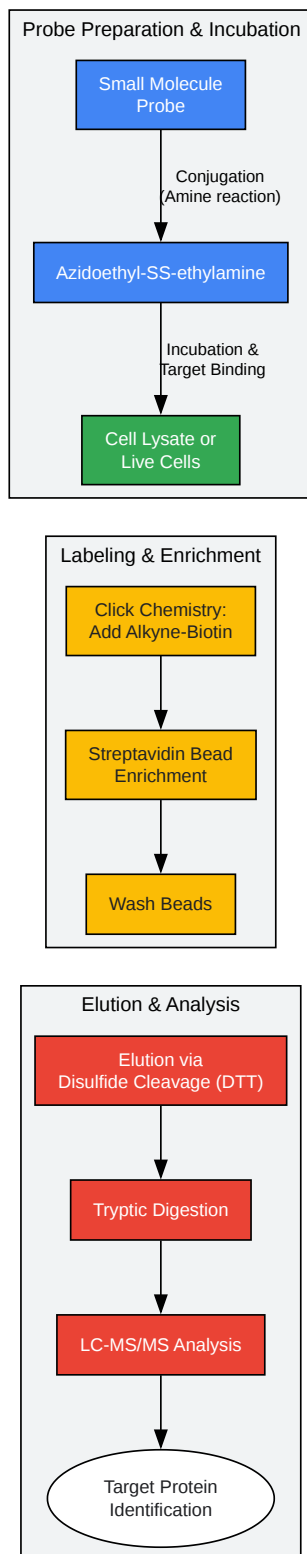 Probe Preparation & Incubation
Small Molecule
Probe
Conjugation
(Amine reaction)
Azidoethyl-SS-ethylamine
Incubation &
Target Binding
Cell Lysate or
Live Cells
Labeling & Enrichment
Click Chemistry:
Add Alkyne-Biotin
Streptavidin Bead
Enrichment
Wash Beads
Elution & Analysis
Elution via
Disulfide Cleavage (DTT)
Tryptic Digestion
LC-MS/MS Analysis
Target Protein
Identification